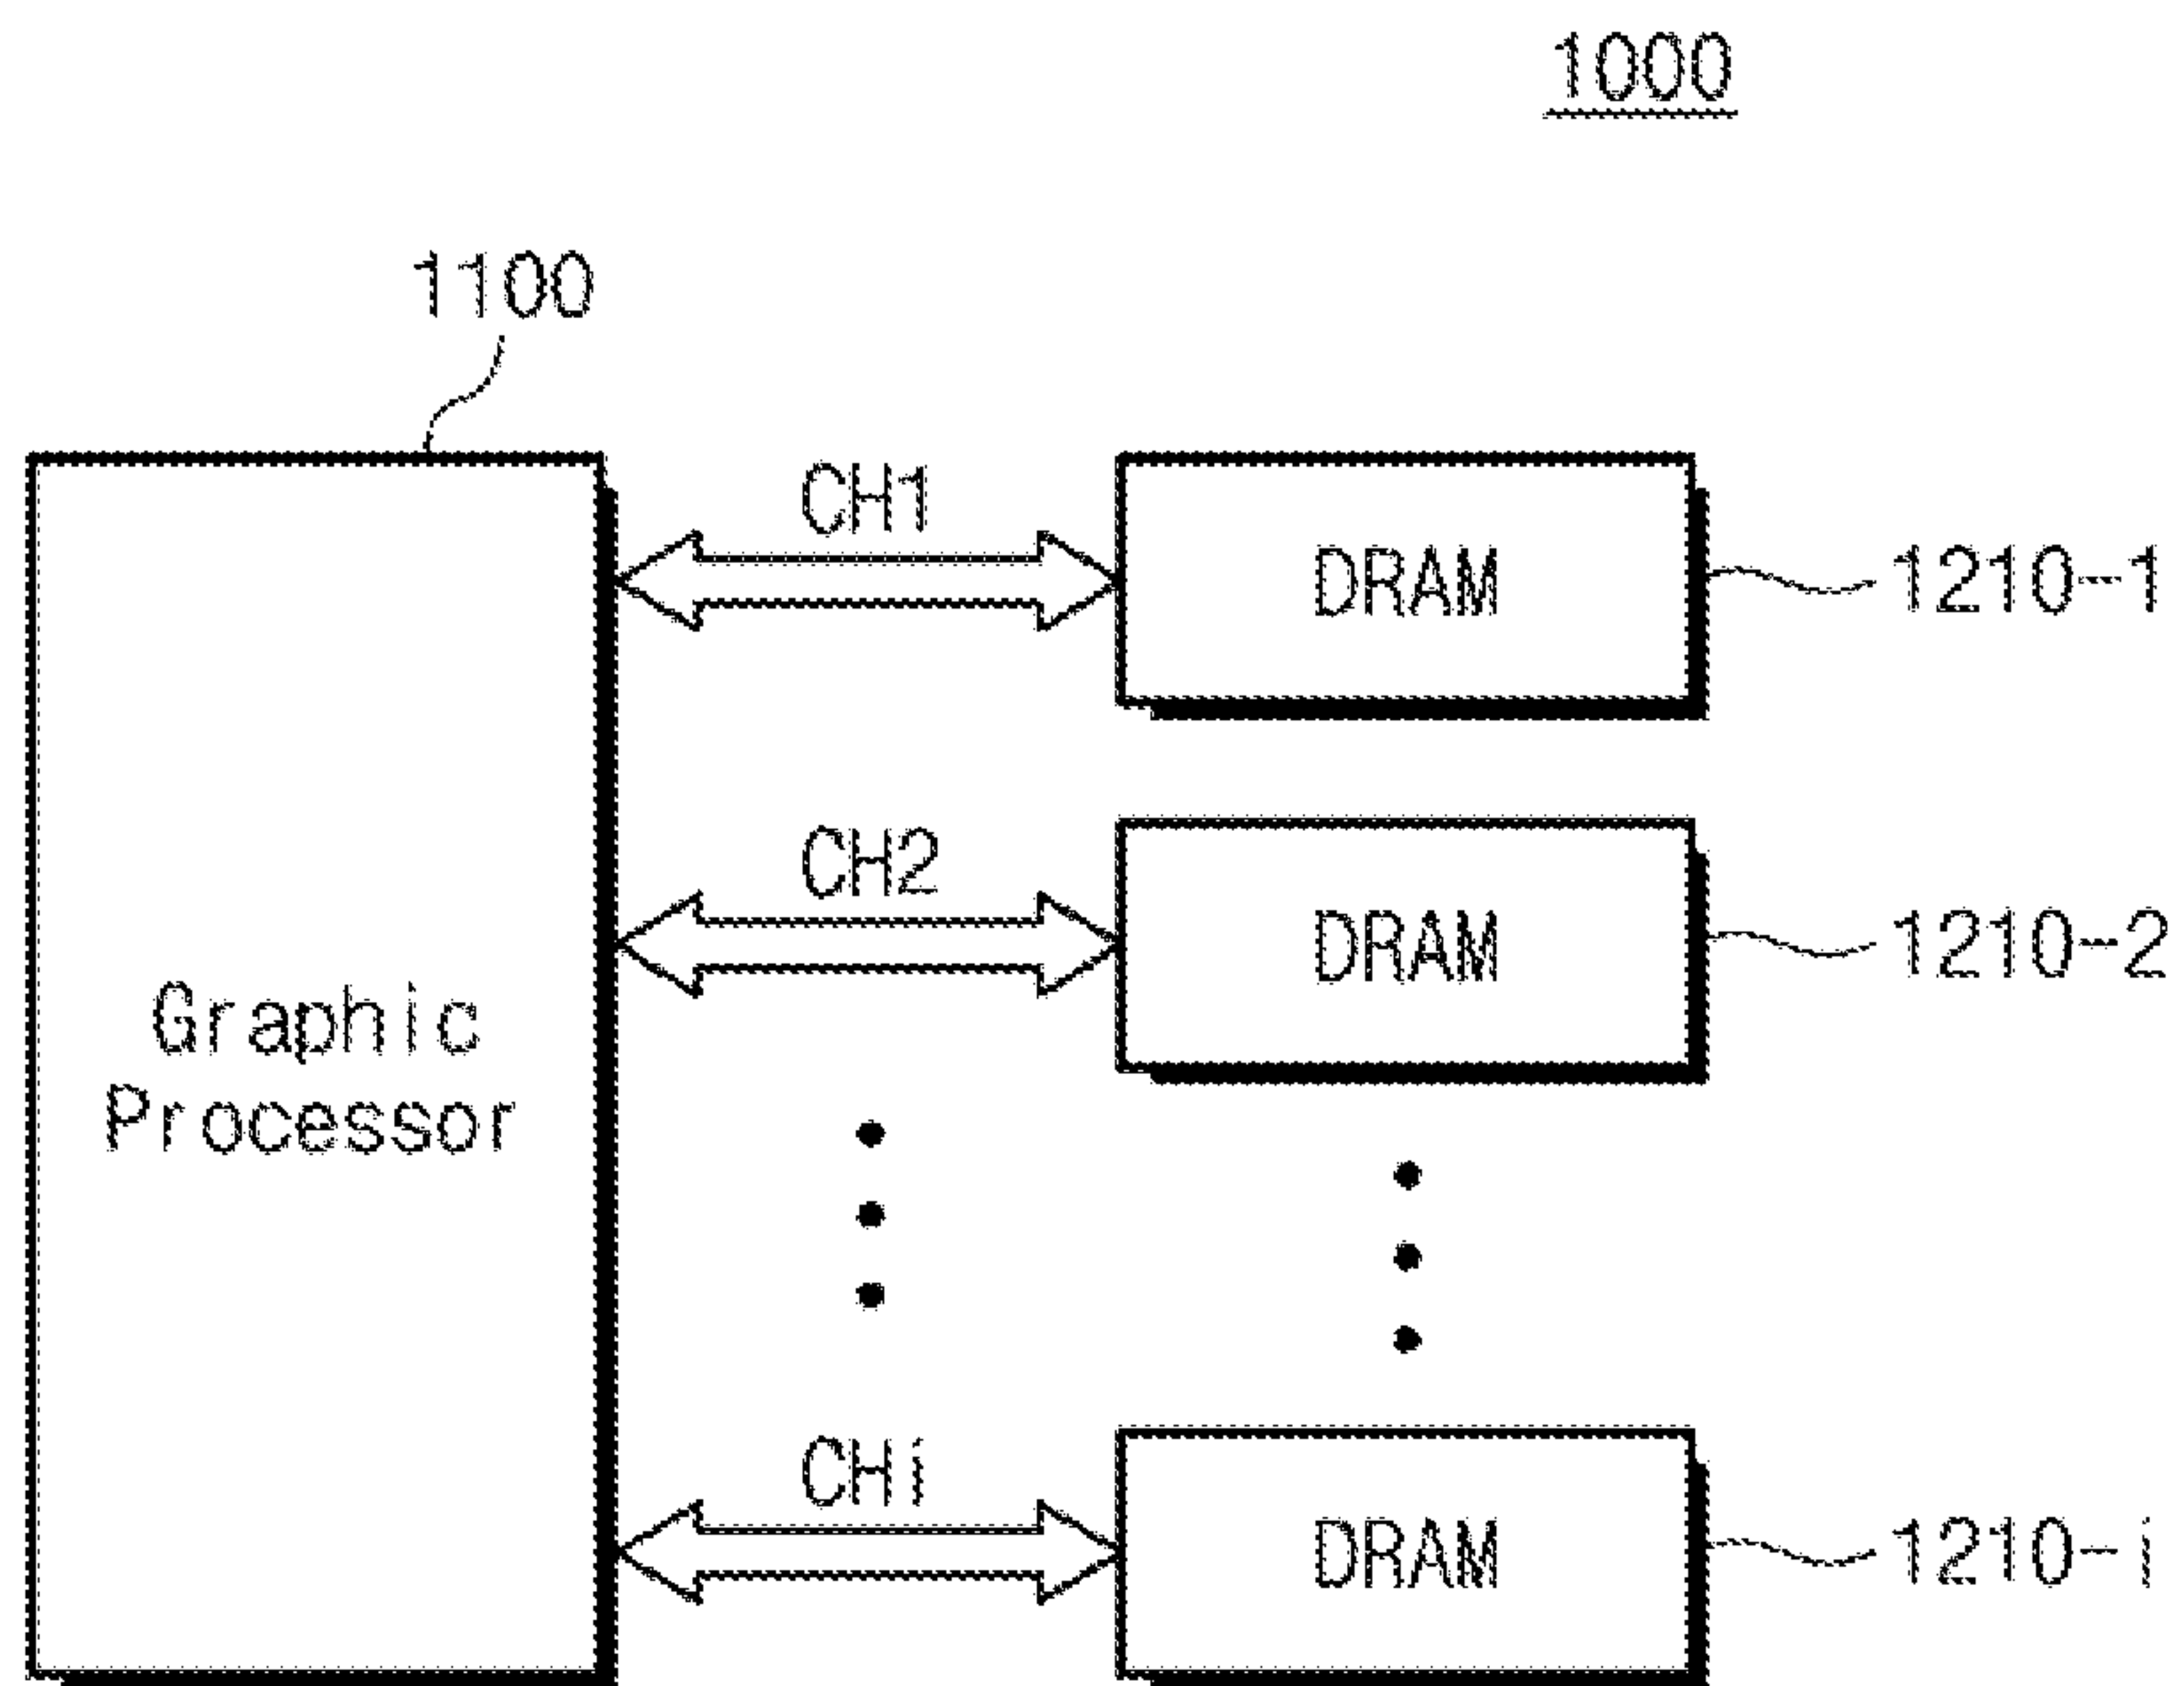 1000
1100
CH1
DRAM
1210-1
CH2
DRAM
1210-2
Graphic
Processor
CHi
DRAM
1210-i